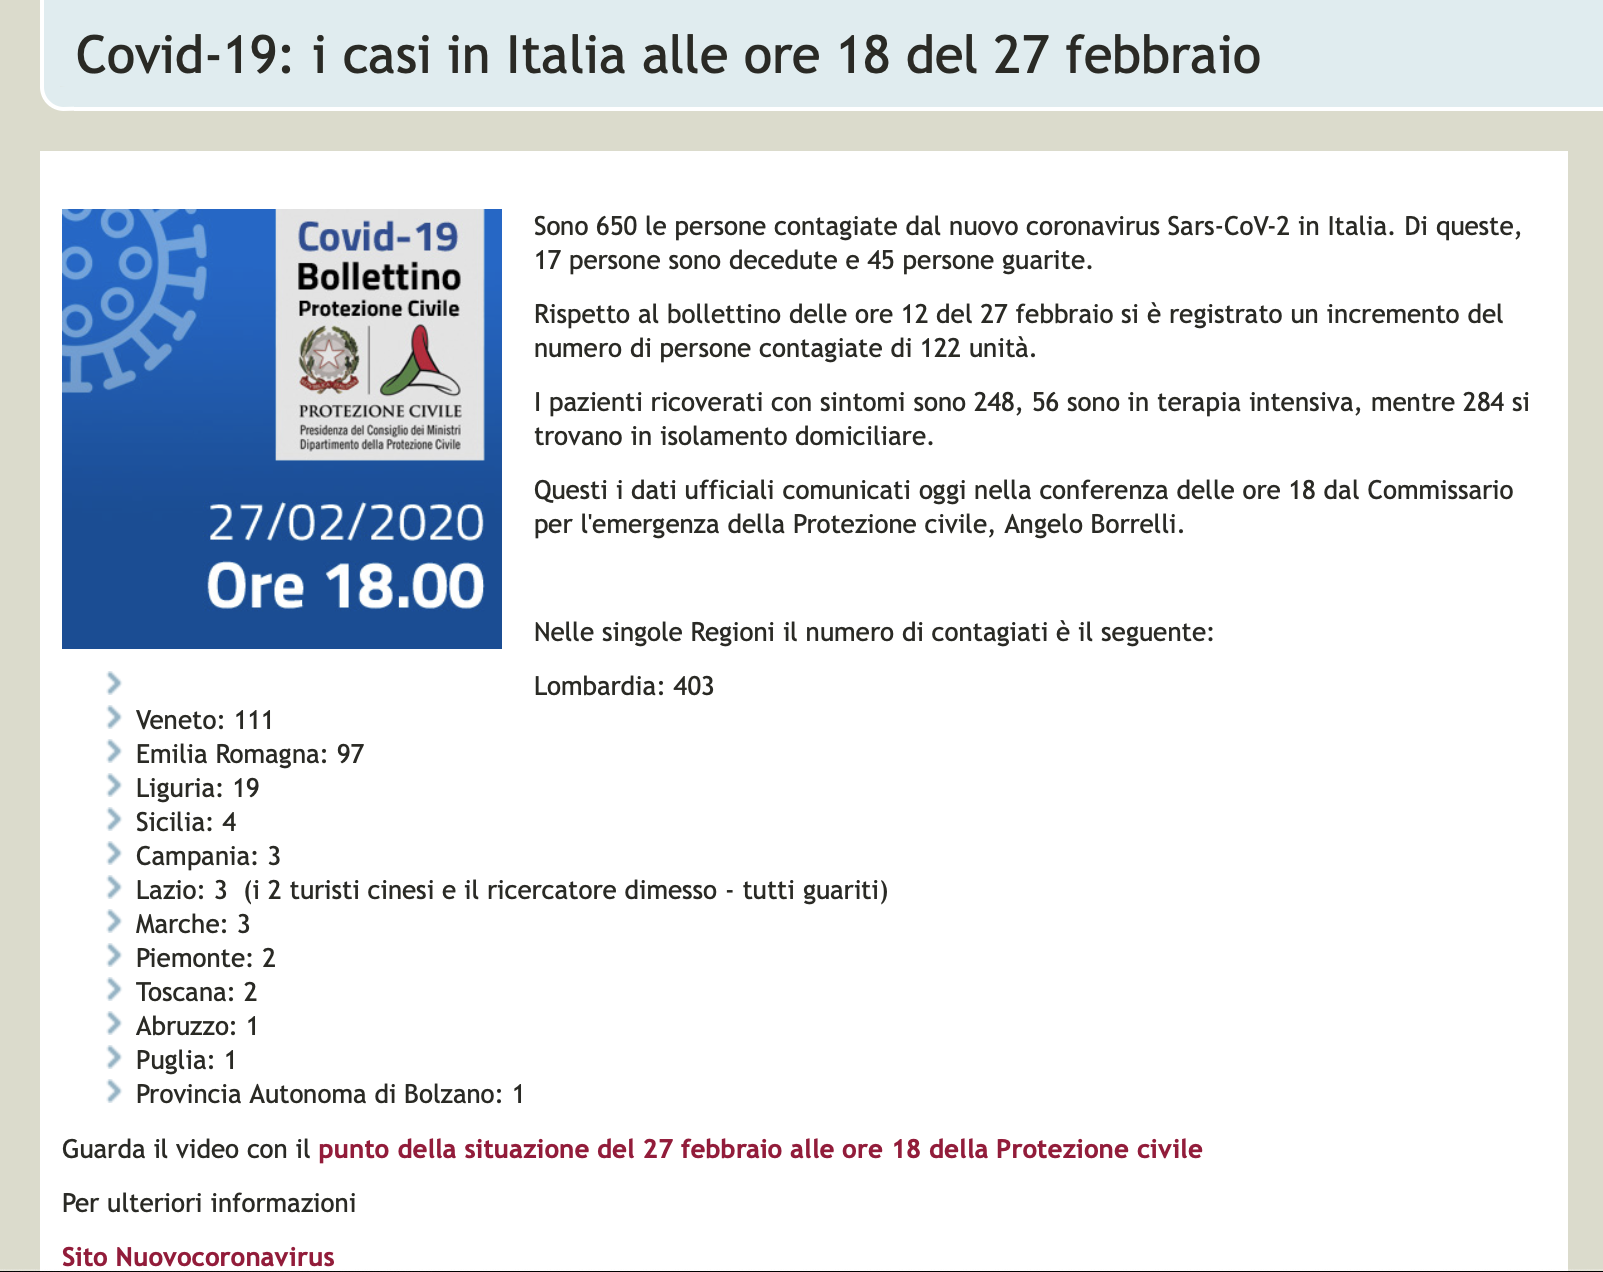 Covid-19: i casi in Italia alle ore 18 del 27 febbraio
Covid-19
Bollettino
Protezione Civile
PROTEZIONE CIVILE
Presidenza del Consiglio dei Ministri
Dipartimento della Protezione Civile
27/02/2020
Ore 18.00
Sono 650 le persone contagiate dal nuovo coronavirus Sars-CoV-2 in Italia. Di queste,
17 persone sono decedute e 45 persone guarite.
Rispetto al bollettino delle ore 12 del 27 febbraio si è registrato un incremento del
numero di persone contagiate di 122 unità.
I pazienti ricoverati con sintomi sono 248, 56 sono in terapia intensiva, mentre 284 si
trovano in isolamento domiciliare.
Questi i dati ufficiali comunicati oggi nella conferenza delle ore 18 dal Commissario
per l'emergenza della Protezione civile, Angelo Borrelli.
Nelle singole Regioni il numero di contagiati è il seguente:
Lombardia: 403
Veneto: 111
Emilia Romagna: 97
Liguria: 19
Sicilia: 4
Campania: 3
Lazio: 3  (i 2 turisti cinesi e il ricercatore dimesso - tutti guariti)
Marche: 3
Piemonte: 2
Toscana: 2
Abruzzo: 1
Puglia: 1
Provincia Autonoma di Bolzano: 1
Guarda il video con il punto della situazione del 27 febbraio alle ore 18 della Protezione civile
Per ulteriori informazioni
Sito Nuovocoronavirus